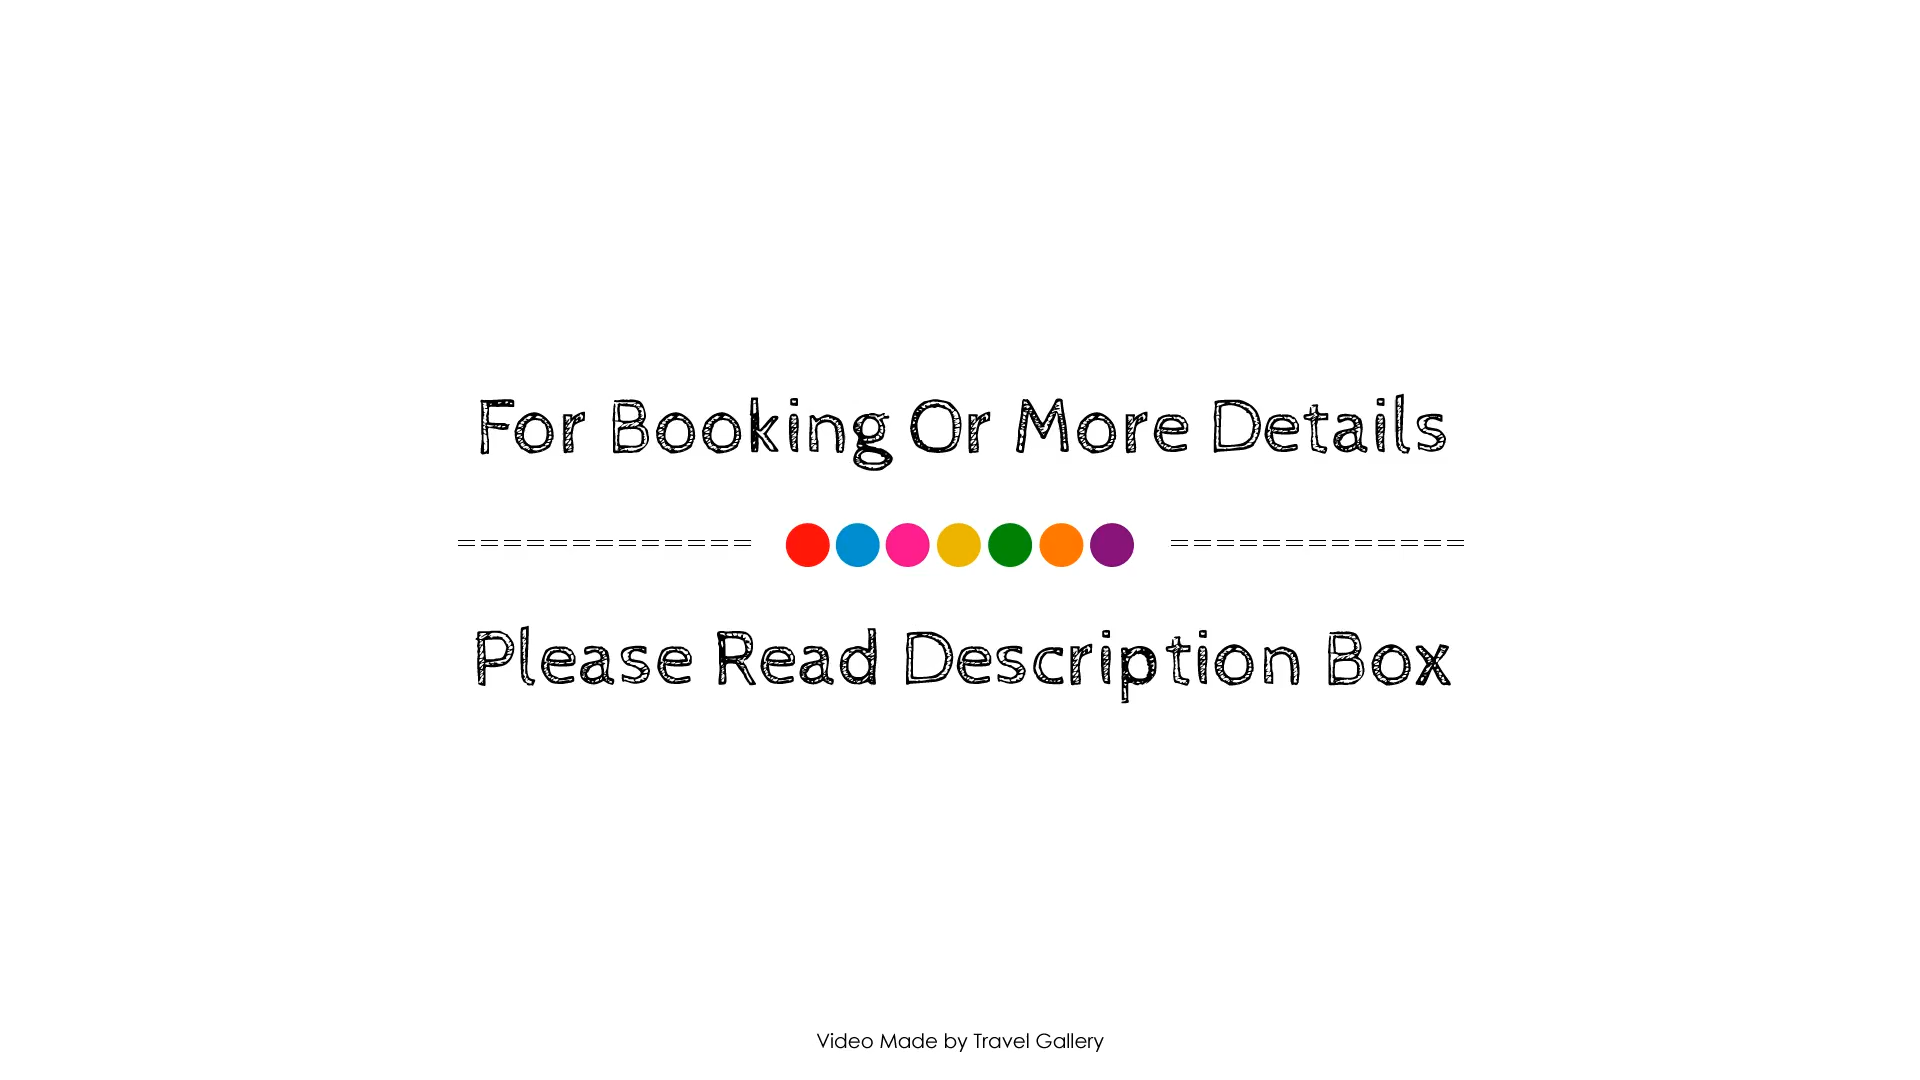 For Booking Or More Details
============= =============
Please Read Description Box
Video Made by Travel Gallery